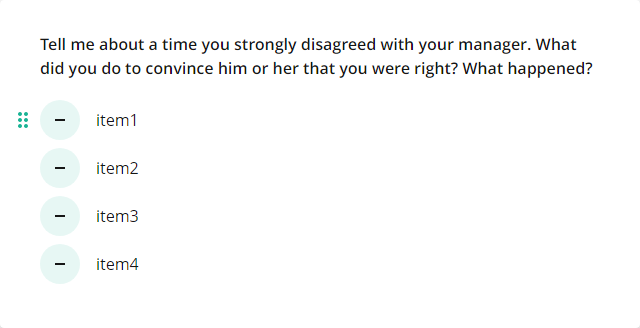 Tell me about a time you strongly disagreed with your manager. What
did you do to convince him or her that you were right? What happened?
– item1
– item2
– item3
– item4